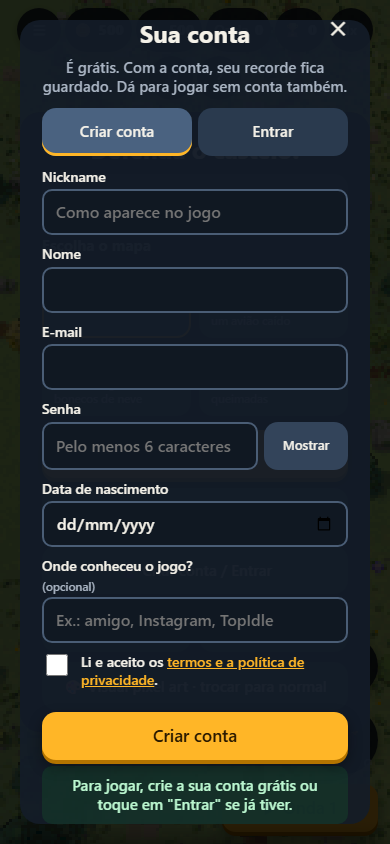 Sua conta
É grátis. Com a conta, seu recorde fica
guardado. Dá para jogar sem conta também.
Criar conta
Entrar
Nickname
Como aparece no jogo
Nome
E-mail
Senha
Pelo menos 6 caracteres
Mostrar
Data de nascimento
dd/mm/yyyy
Onde conheceu o jogo?
(opcional)
Ex.: amigo, Instagram, TopIdle
Li e aceito os termos e a política de
privacidade.
Criar conta
Para jogar, crie a sua conta grátis ou
toque em "Entrar" se já tiver.